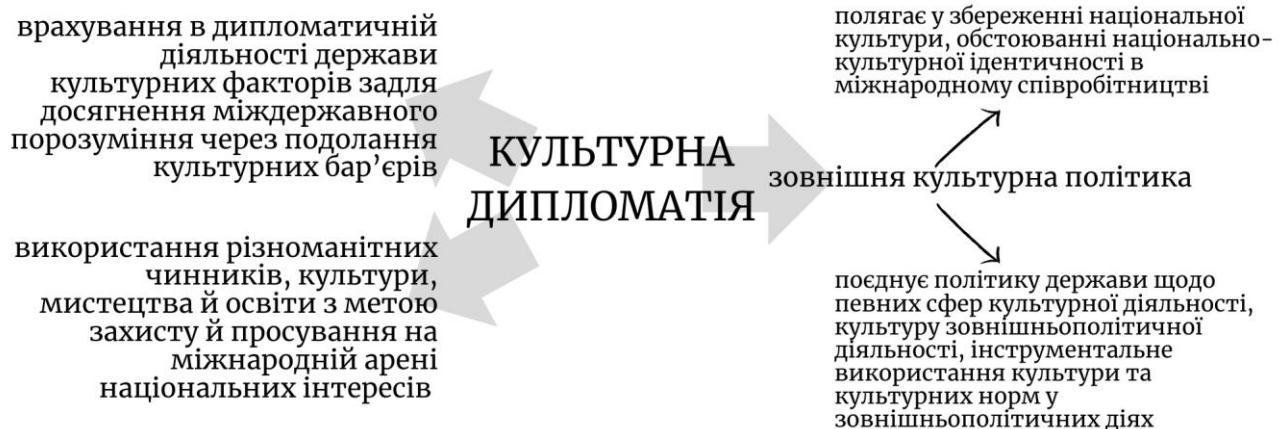 врахування в дипломатичній
діяльності держави
культурних факторів задля
досягнення міждержавного
порозуміння через подолання
культурних бар’єрів
використання різноманітних
чинників, культури,
мистецтва й освіти з метою
захисту й просування на
міжнародній арені
національних інтересів
КУЛЬТУРНА
ДИПЛОМАТІЯ
полягає у збереженні національної
культури, обстоюванні національно-
культурної ідентичності в
міжнародному співробітництві
зовнішня культурна політика
поєднує політику держави щодо
певних сфер культурної діяльності,
культуру зовнішньополітичної
діяльності, інструментальне
використання культури та
культурних норм у
зовнішньополітичних діях